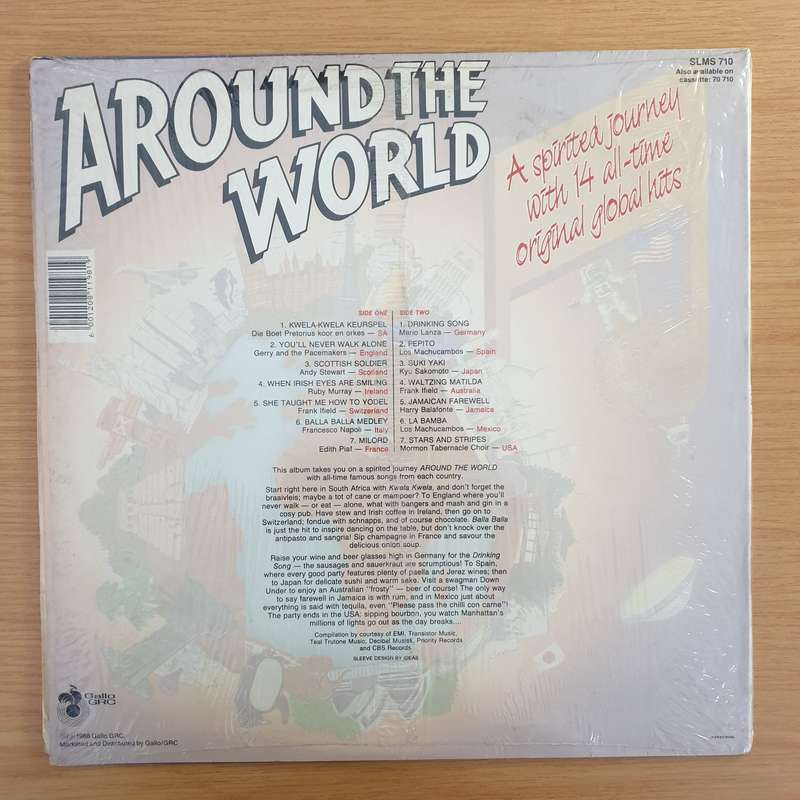 AROUND THE
WORLD
SLMS 710
Also available on
cassette: 70 710
A spirited journey
with 14 all-time
original global hits
6 001208 119819
SIDE ONE
1. KWELA-KWELA KEURSPEL
Die Boet Pretorius koor en orkes — SA
2. YOU'LL NEVER WALK ALONE
Gerry and the Pacemakers — England
3. SCOTTISH SOLDIER
Andy Stewart — Scotland
4. WHEN IRISH EYES ARE SMILING
Ruby Murray — Ireland
5. SHE TAUGHT ME HOW TO YODEL
Frank Ifield — Switzerland
6. BALLA BALLA MEDLEY
Francesco Napoli — Italy
7. MILORD
Edith Piaf — France
SIDE TWO
1. DRINKING SONG
Mario Lanza — Germany
2. PEPITO
Los Machucambos — Spain
3. SUKI YAKI
Kyu Sakomoto — Japan
4. WALTZING MATILDA
Frank Ifield — Australia
5. JAMAICAN FAREWELL
Harry Balafonte — Jamaica
6. LA BAMBA
Los Machucambos — Mexico
7. STARS AND STRIPES
Mormon Tabernacle Choir — USA
This album takes you on a spirited journey AROUND THE WORLD
with all-time famous songs from each country.
Start right here in South Africa with Kwela Kwela, and don't forget the
braaivleis; maybe a tot of cane or mampoer? To England where you'll
never walk — or eat — alone, what with bangers and mash and gin in a
cosy pub. Have stew and Irish coffee in Ireland, then go on to
Switzerland; fondue with schnapps, and of course chocolate. Balla Balla
is just the hit to inspire dancing on the table, but don't knock over the
antipasto and sangria! Sip champagne in France and savour the
delicious onion soup.
Raise your wine and beer glasses high in Germany for the Drinking
Song — the sausages and sauerkraut are scrumptious! To Spain,
where every good party features plenty of paella and Jerez wines; then
to Japan for delicate sushi and warm sake. Visit a swagman Down
Under to enjoy an Australian "frosty" — beer of course! The only way
to say farewell in Jamaica is with rum, and in Mexico just about
everything is said with tequila, even "Please pass the chilli con carne"!
The party ends in the USA: sipping bourbon, you watch Manhattan's
millions of lights go out as the day breaks....
Compilation by courtesy of EMI, Transistor Music,
Teal Trutone Music, Decibel Musiek, Priority Records
and CBS Records
SLEEVE DESIGN BY IDEAS
Gallo
GRC
1988 Gallo GRC.
Marketed and Distributed by Gallo/GRC